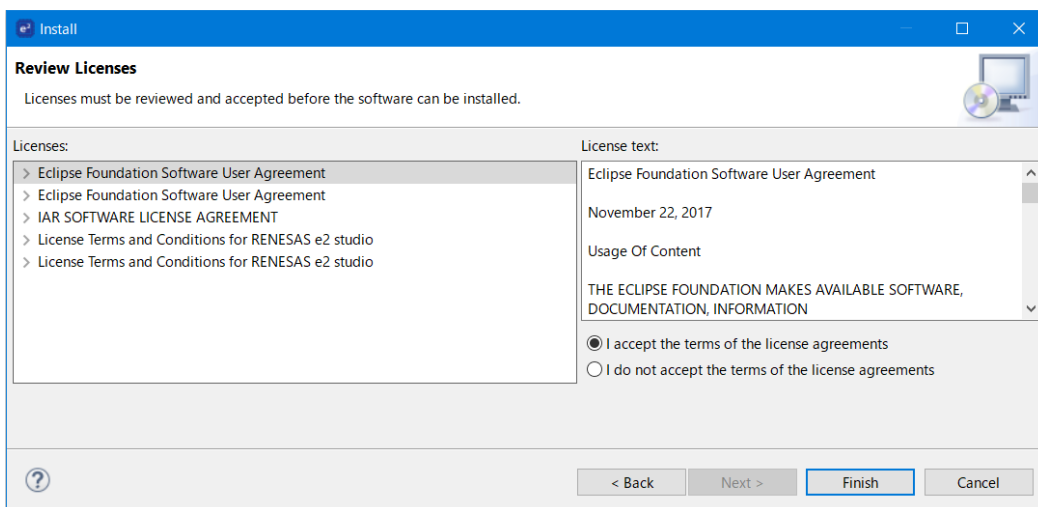 e² Install
Review Licenses
Licenses must be reviewed and accepted before the software can be installed.
Licenses:
Eclipse Foundation Software User Agreement
Eclipse Foundation Software User Agreement
IAR SOFTWARE LICENSE AGREEMENT
License Terms and Conditions for RENESAS e2 studio
License Terms and Conditions for RENESAS e2 studio
License text:
Eclipse Foundation Software User Agreement
November 22, 2017
Usage Of Content
THE ECLIPSE FOUNDATION MAKES AVAILABLE SOFTWARE,
DOCUMENTATION, INFORMATION
I accept the terms of the license agreements
I do not accept the terms of the license agreements
?
< Back
Next >
Finish
Cancel